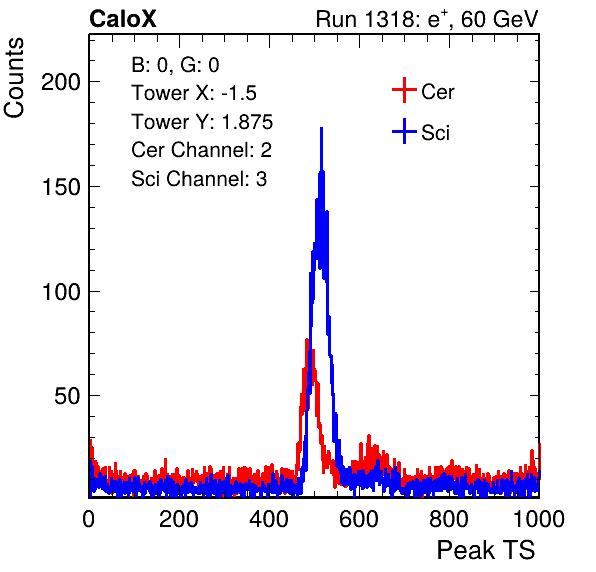 CaloX Run 1318: e⁺, 60 GeV
Counts
B: 0, G: 0
Tower X: -1.5
Tower Y: 1.875
Cer Channel: 2
Sci Channel: 3
Cer
Sci
200
150
100
50
0 200 400 600 800 1000
Peak TS